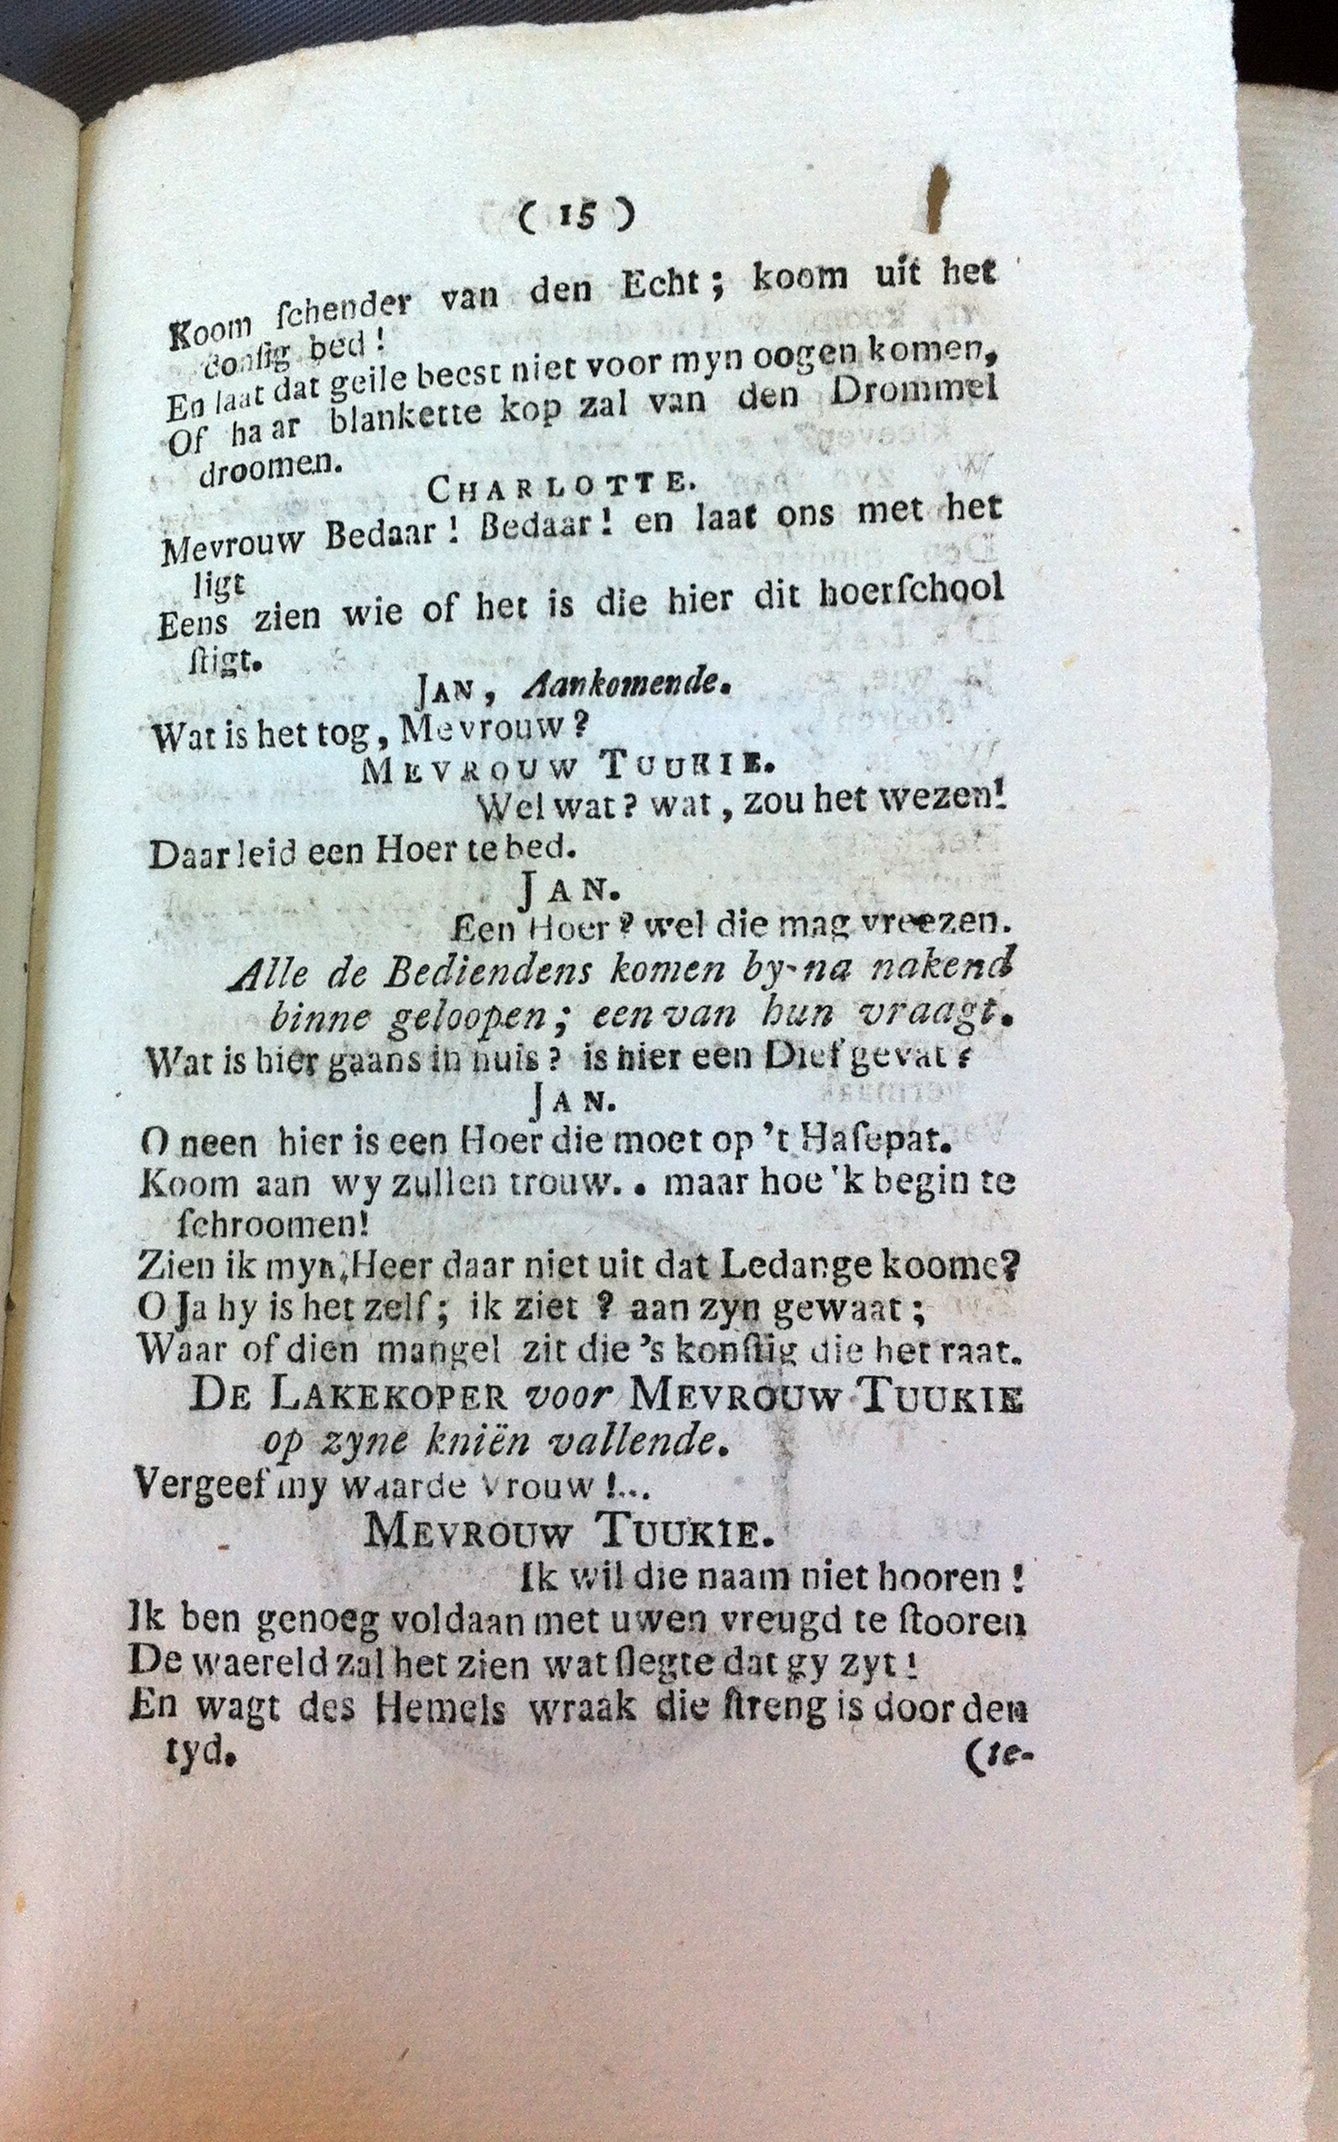 ( 15 )
Koom ſchender van den Echt; koom uit het
bed!
En laat dat geile beest niet voor myn oogen komen,
Of haar blankette kop zal van den Drommel
droomen.
CHARLOTTE.
Mevrouw Bedaar! Bedaar! en laat ons met het
ligt
Eens zien wie of het is die hier dit hoerſchool
ſtigt.
JAN, Aankomende.
Wat is het tog, Mevrouw?
MEVROUW TUUKIE.
Wel wat? wat, zou het wezen!
Daar leid een Hoer te bed.
JAN.
Een Hoer? wel die mag vreezen.
Alle de Bediendens komen by-na nakend
binne geloopen; een van hun vraagt.
Wat is hier gaans in huis? is hier een Dief gevat?
JAN.
O neen hier is een Hoer die moet op 't Haſepat.
Koom aan wy zullen trouw.. maar hoe 'k begin te
ſchroomen!
Zien ik myn Heer daar niet uit dat Ledange koome?
O Ja hy is het zelf; ik ziet ? aan zyn gewaat;
Waar of dien mangel zit die 's konſtig die het raat.
DE LAKEKOPER voor MEVROUW TUUKIE
op zyne kniën vallende.
Vergeef my waarde Vrouw!...
MEVROUW TUUKIE.
Ik wil die naam niet hooren!
Ik ben genoeg voldaan met uwen vreugd te ſtooren
De waereld zal het zien wat ſlegte dat gy zyt!
En wagt des Hemels wraak die ſtreng is door den
tyd.
(te-